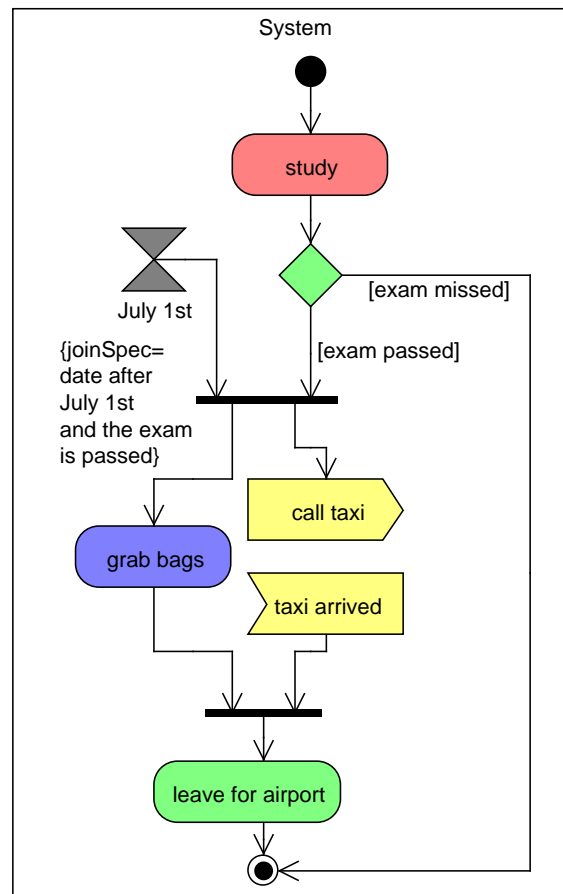 System
study
July 1st
[exam missed]
[exam passed]
{joinSpec=
date after
July 1st
and the exam
is passed}
call taxi
grab bags
taxi arrived
leave for airport